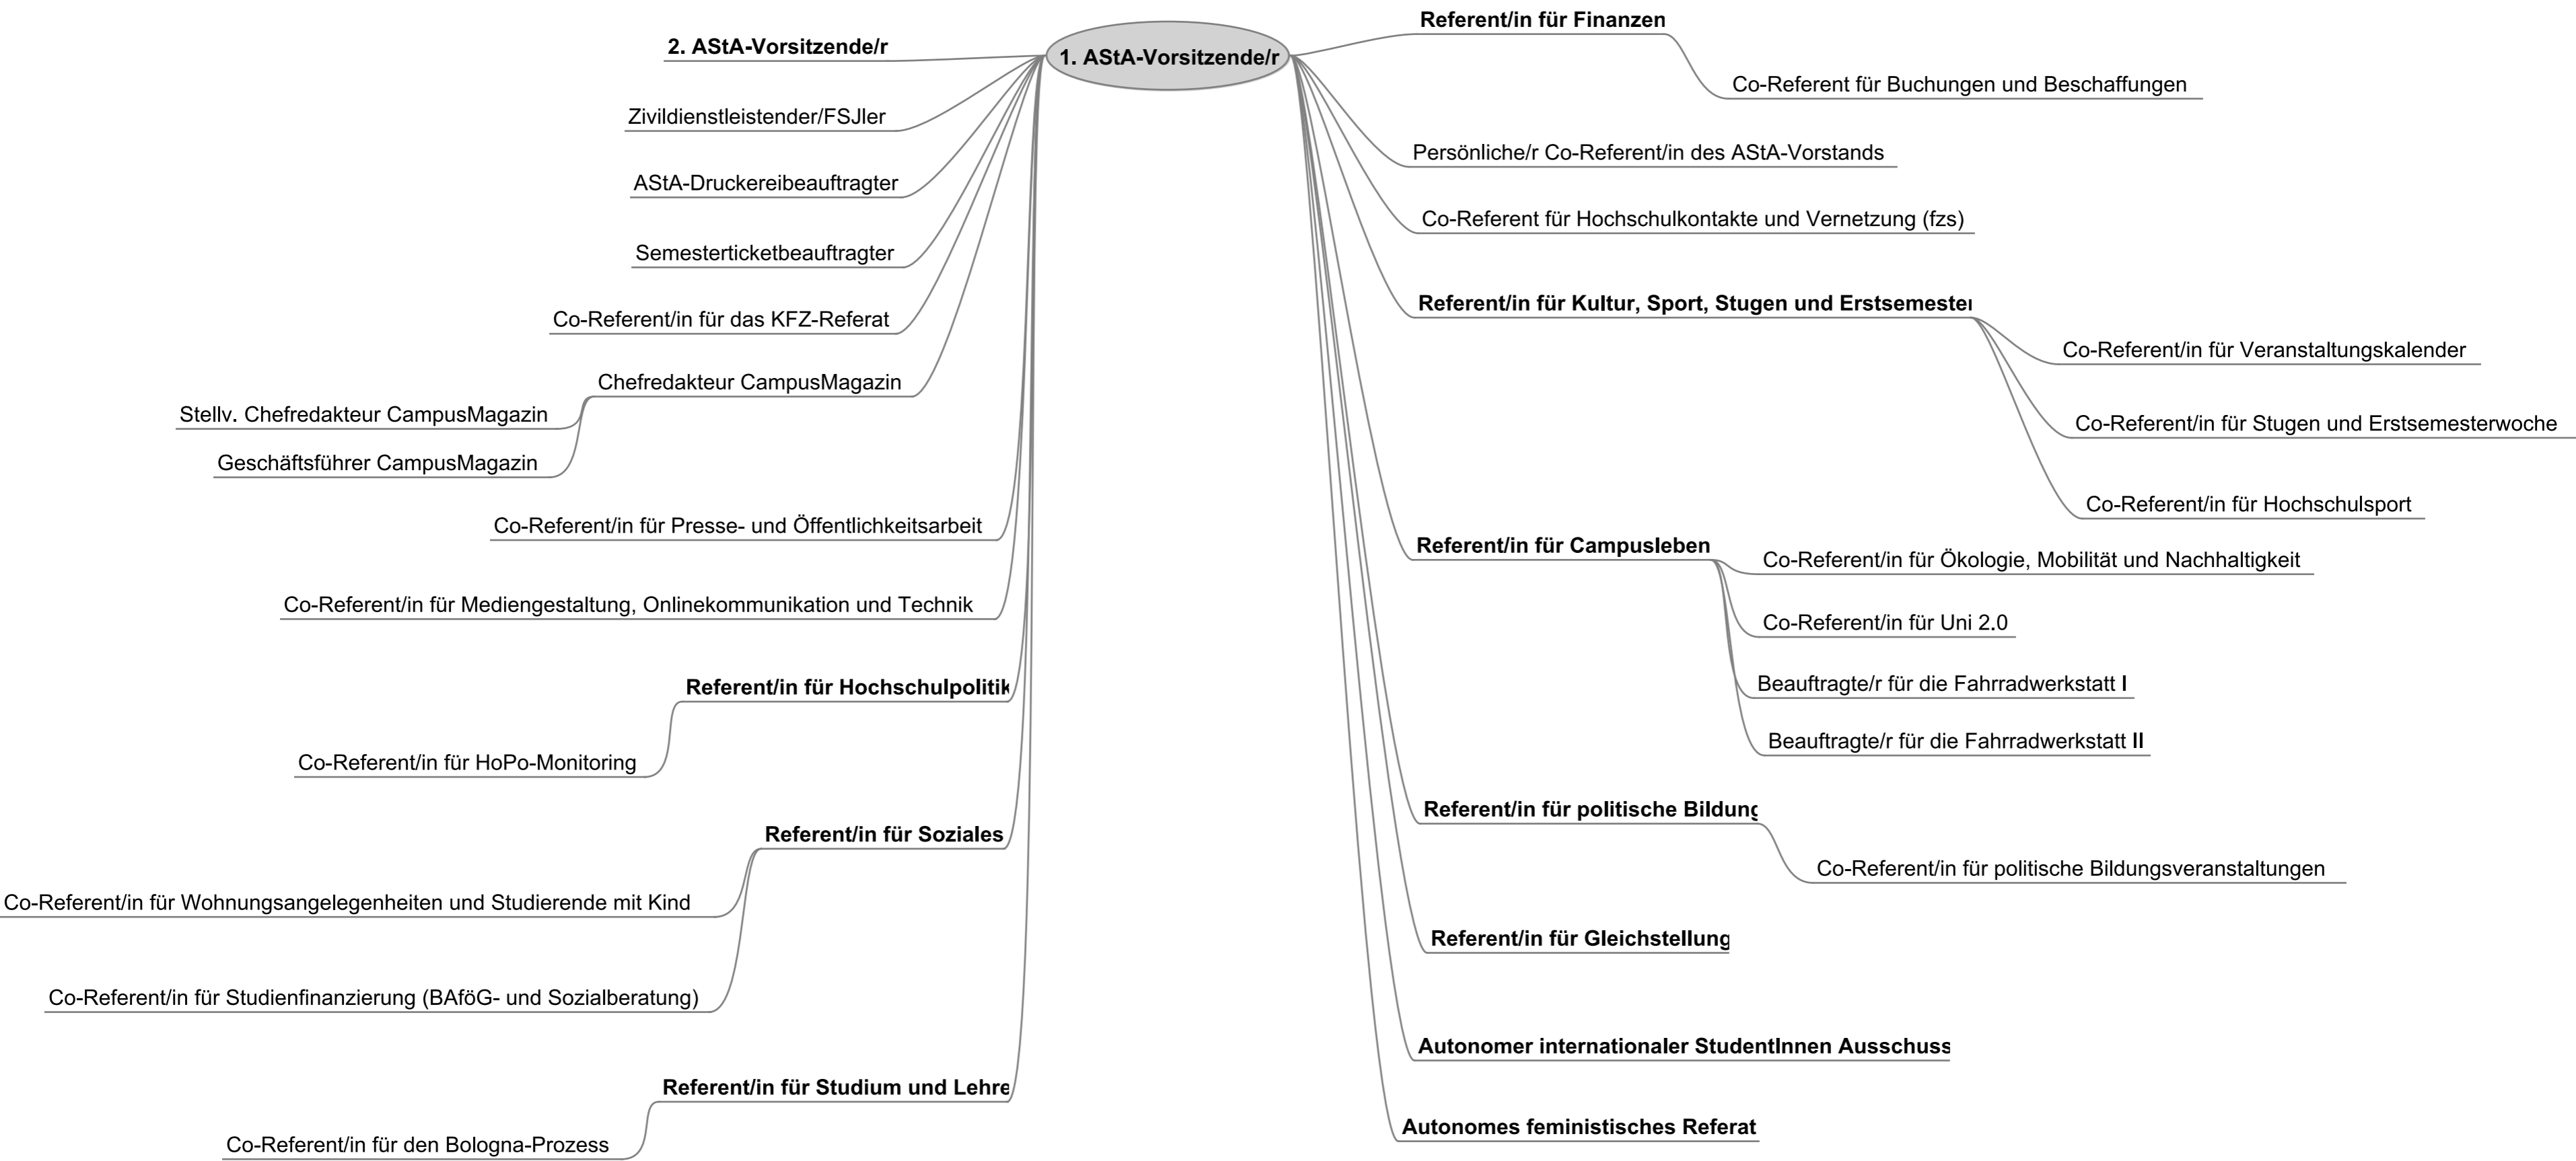 1. AStA-Vorsitzende/r
2. AStA-Vorsitzende/r
Zivildienstleistender/FSJler
AStA-Druckereibeauftragter
Semesterticketbeauftragter
Co-Referent/in für das KFZ-Referat
Chefredakteur CampusMagazin
Stellv. Chefredakteur CampusMagazin
Geschäftsführer CampusMagazin
Co-Referent/in für Presse- und Öffentlichkeitsarbeit
Co-Referent/in für Mediengestaltung, Onlinekommunikation und Technik
Referent/in für Hochschulpolitik
Co-Referent/in für HoPo-Monitoring
Referent/in für Soziales
Co-Referent/in für Wohnungsangelegenheiten und Studierende mit Kind
Co-Referent/in für Studienfinanzierung (BAföG- und Sozialberatung)
Referent/in für Studium und Lehre
Co-Referent/in für den Bologna-Prozess
Referent/in für Finanzen
Co-Referent für Buchungen und Beschaffungen
Persönliche/r Co-Referent/in des AStA-Vorstands
Co-Referent für Hochschulkontakte und Vernetzung (fzs)
Referent/in für Kultur, Sport, Stugen und Erstsemester
Co-Referent/in für Veranstaltungskalender
Co-Referent/in für Stugen und Erstsemesterwoche
Co-Referent/in für Hochschulsport
Referent/in für Campusleben
Co-Referent/in für Ökologie, Mobilität und Nachhaltigkeit
Co-Referent/in für Uni 2.0
Beauftragte/r für die Fahrradwerkstatt I
Beauftragte/r für die Fahrradwerkstatt II
Referent/in für politische Bildung
Co-Referent/in für politische Bildungsveranstaltungen
Referent/in für Gleichstellung
Autonomer internationaler StudentInnen Ausschuss
Autonomes feministisches Referat